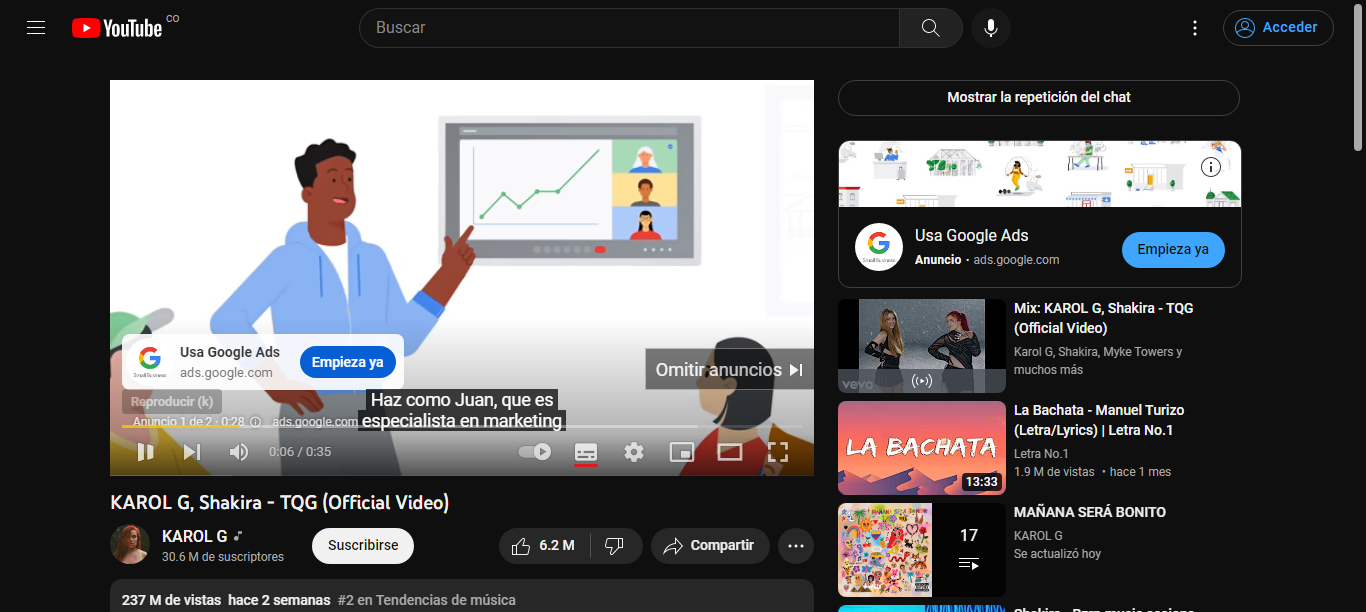 YouTube CO
Buscar
Acceder
Usa Google Ads
ads.google.com
Empieza ya
Omitir anuncios
Reproducir (k)
Haz como Juan, que es
especialista en marketing
Anuncio 1 de 2 · 0:28 ads.google.com
0:06 / 0:35
KAROL G, Shakira - TQG (Official Video)
KAROL G
30.6 M de suscriptores
Suscribirse
6.2 M
Compartir
237 M de vistas hace 2 semanas #2 en Tendencias de música
Mostrar la repetición del chat
Small Business
Usa Google Ads
Anuncio · ads.google.com
Empieza ya
vevo
Mix: KAROL G, Shakira - TQG
(Official Video)
Karol G, Shakira, Myke Towers y
muchos más
LA BACHATA
13:33
La Bachata - Manuel Turizo
(Letra/Lyrics) | Letra No.1
Letra No.1
1.9 M de vistas • hace 1 mes
17
MAÑANA SERÁ BONITO
KAROL G
Se actualizó hoy